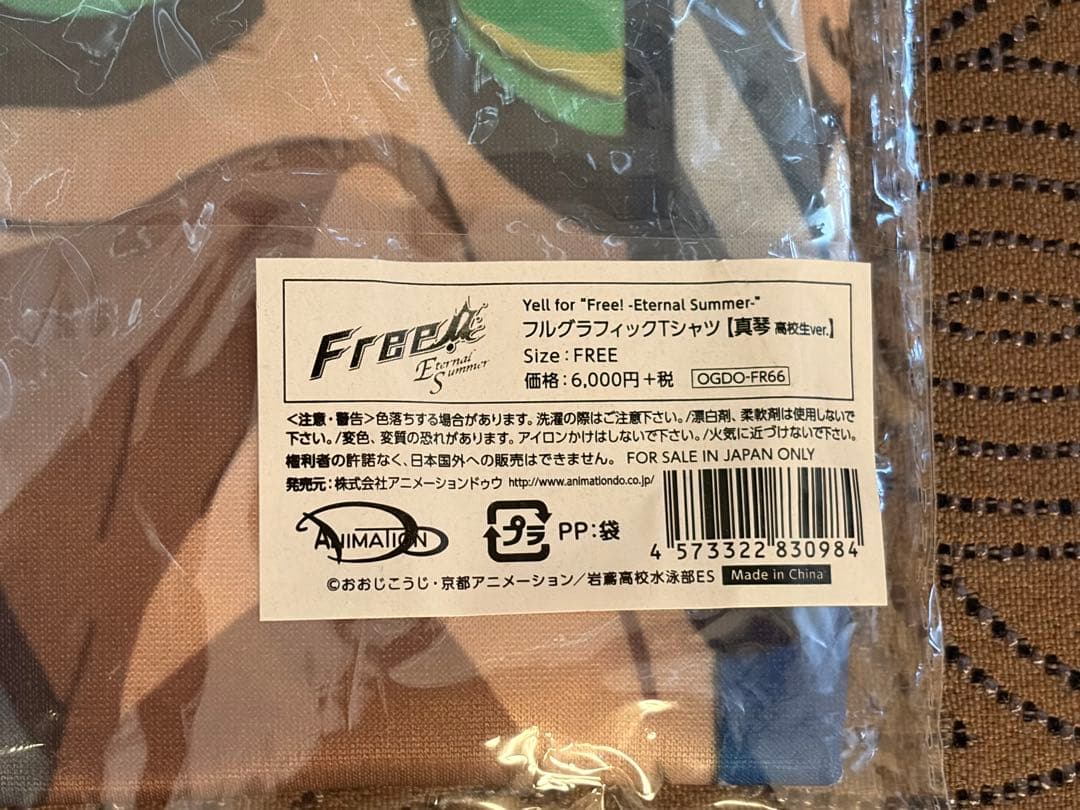 Free!
Eternal
Summer
ES
Yell for "Free! -Eternal Summer-"
フルグラフィックTシャツ【真琴 高校生ver.】
Size：FREE
価格：6,000円＋税 OGDO-FR66
＜注意・警告＞色落ちする場合があります。洗濯の際はご注意下さい。/漂白剤、柔軟剤は使用しないで
下さい。/変色、変質の恐れがあります。アイロンかけはしないで下さい。/火気に近づけないで下さい。
権利者の許諾なく、日本国外への販売はできません。 FOR SALE IN JAPAN ONLY
発売元：株式会社アニメーションドゥウ http://www.animationdo.co.jp/
ANIMATION DO
プラ PP：袋
4 573322 830984
©おおじこうじ・京都アニメーション／岩鳶高校水泳部ES Made in China